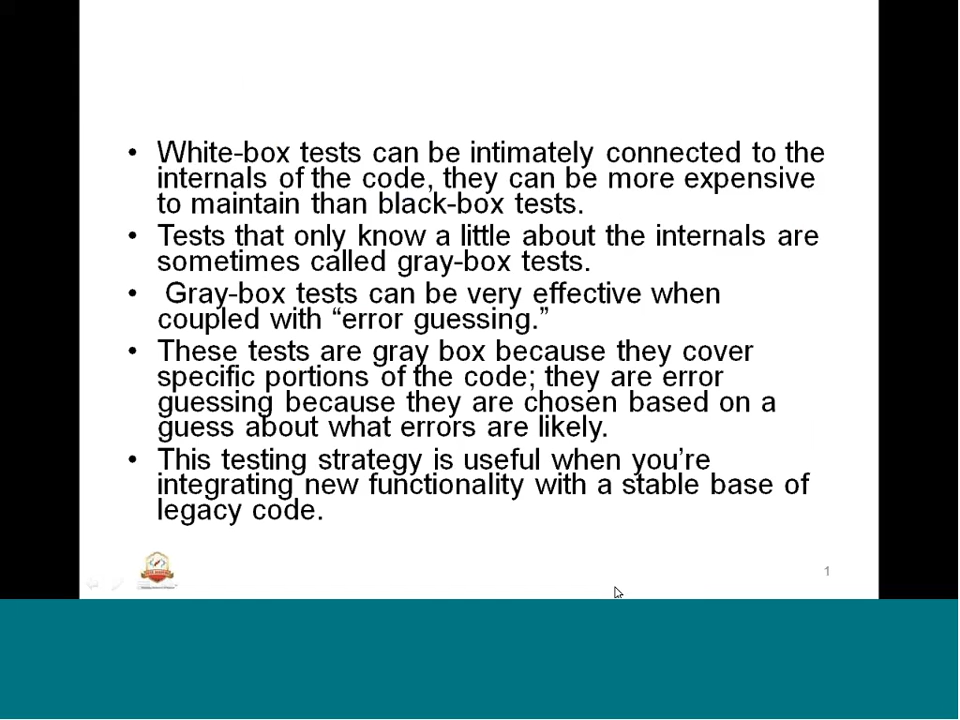 • White-box tests can be intimately connected to the
internals of the code, they can be more expensive
to maintain than black-box tests.
• Tests that only know a little about the internals are
sometimes called gray-box tests.
• Gray-box tests can be very effective when
coupled with “error guessing.”
• These tests are gray box because they cover
specific portions of the code; they are error
guessing because they are chosen based on a
guess about what errors are likely.
• This testing strategy is useful when you’re
integrating new functionality with a stable base of
legacy code.
1